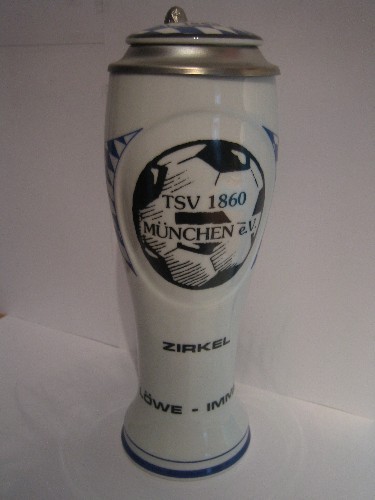 TSV 1860
MÜNCHEN e.V.
ZIRKEL
LÖWE - IMM